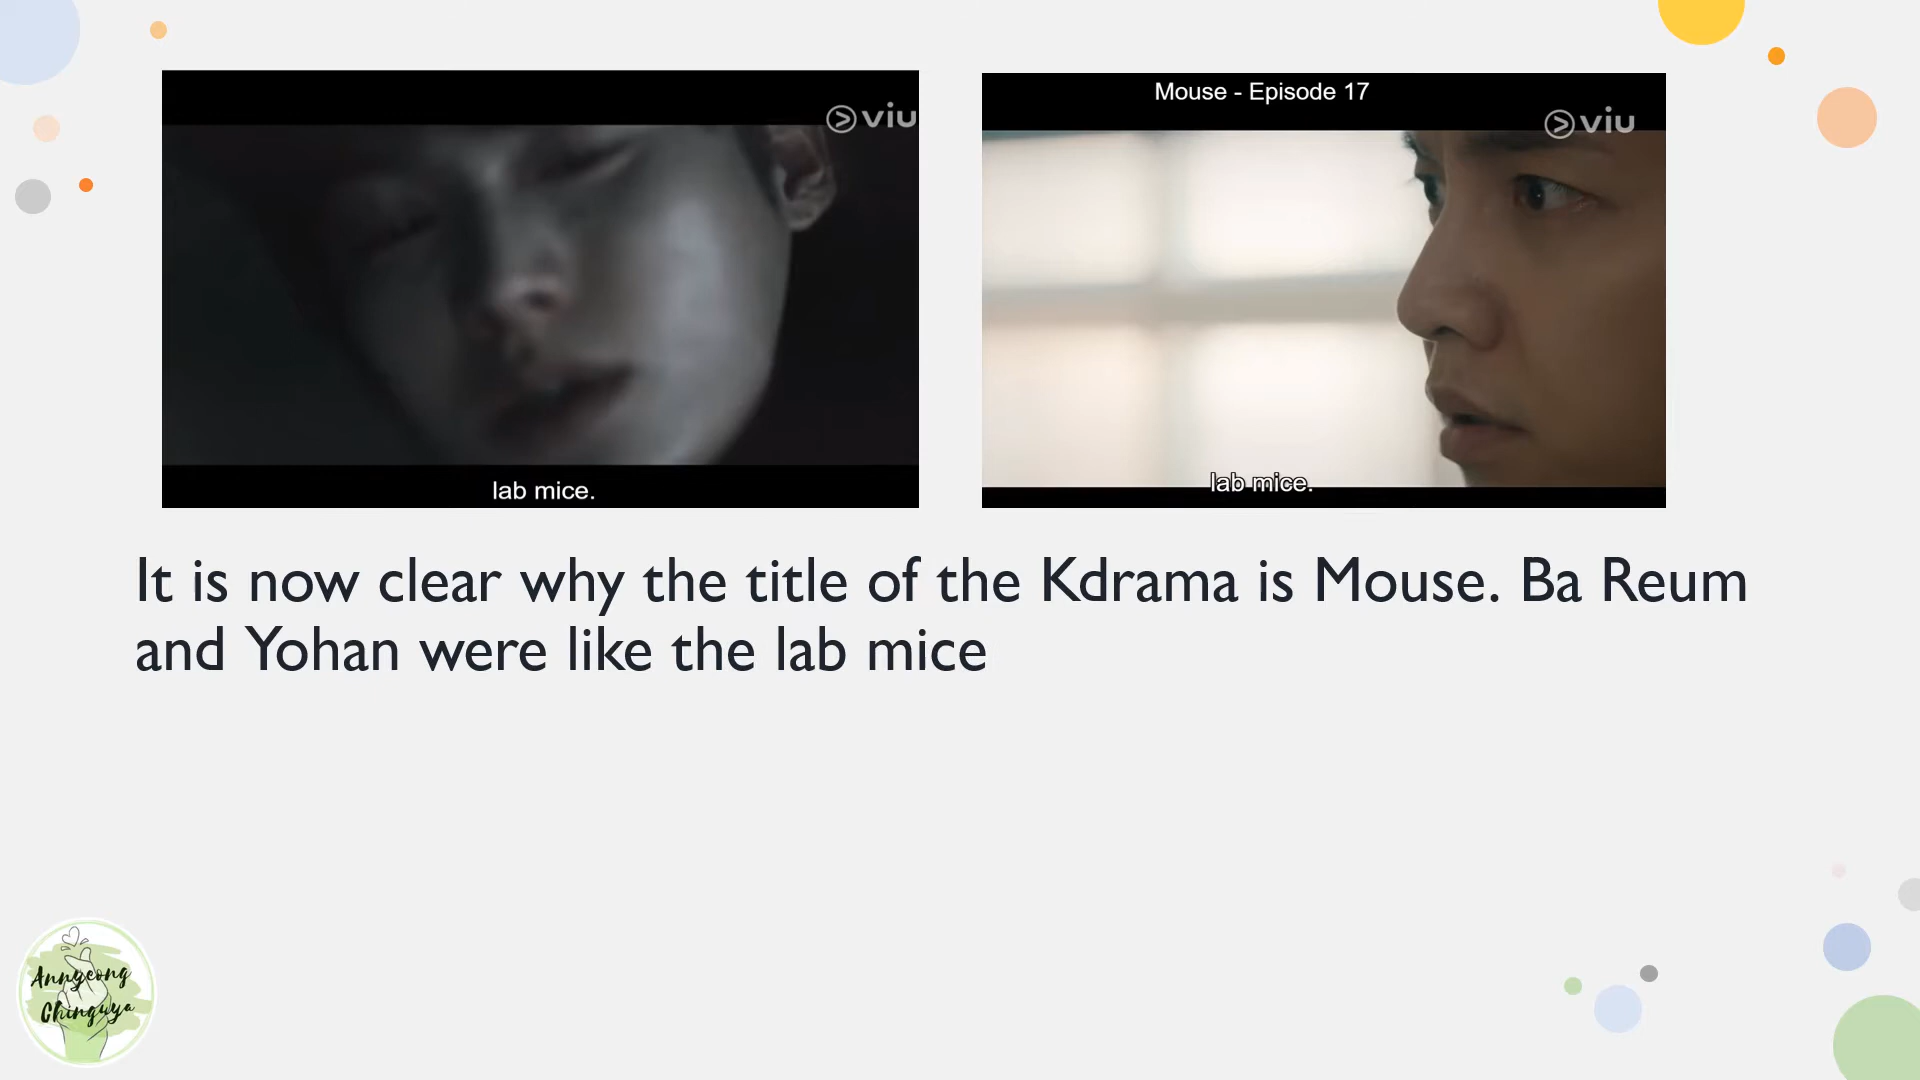 viu
lab mice.
Mouse - Episode 17
viu
lab mice.
It is now clear why the title of the Kdrama is Mouse. Ba Reum
and Yohan were like the lab mice
Annyeong
Chinguya